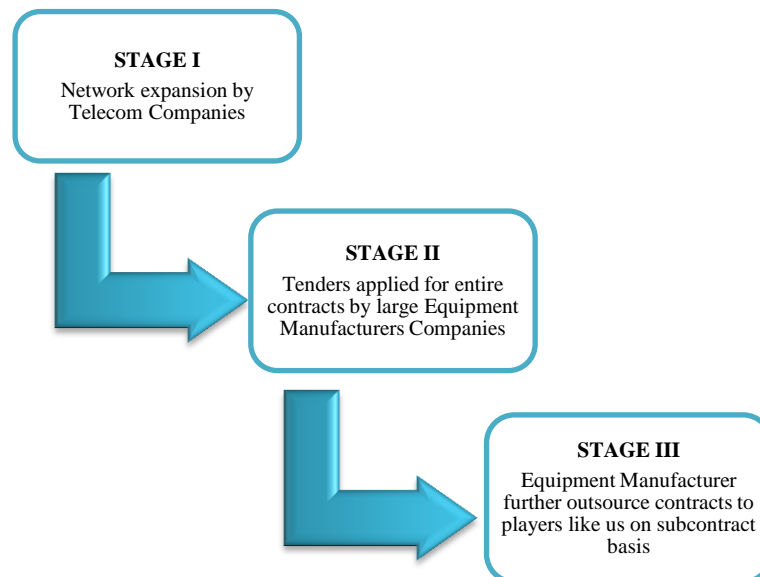 STAGE I
Network expansion by
Telecom Companies
STAGE II
Tenders applied for entire
contracts by large Equipment
Manufacturers Companies
STAGE III
Equipment Manufacturer
further outsource contracts to
players like us on subcontract
basis